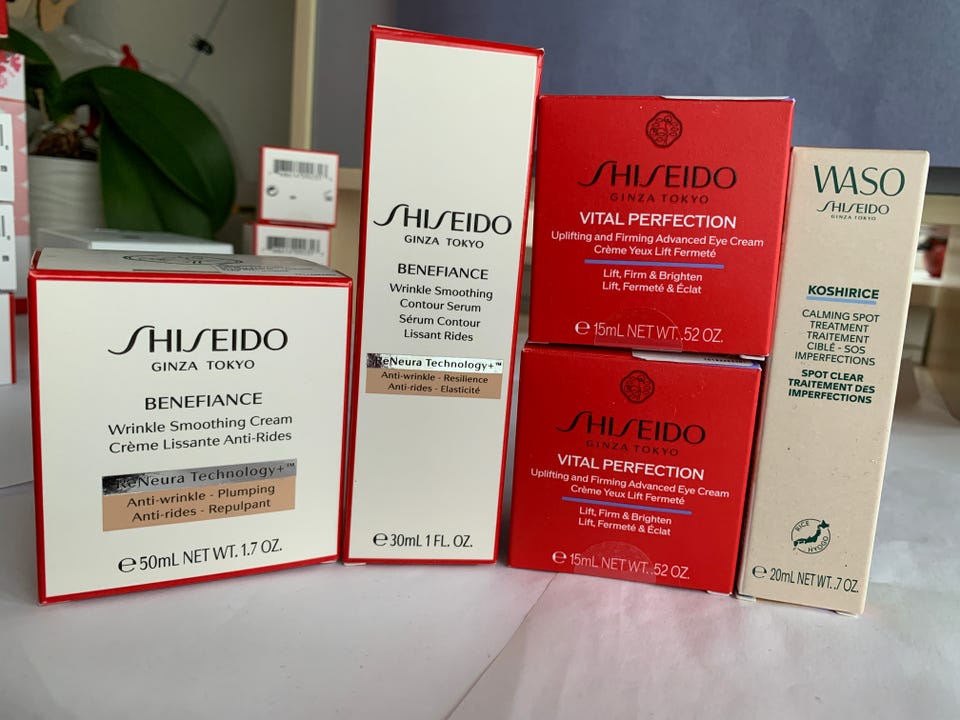 SHISEIDO
GINZA TOKYO
BENEFIANCE
Wrinkle Smoothing Cream
Crème Lissante Anti-Rides
ReNeura Technology+™
Anti-wrinkle - Plumping
Anti-rides - Repulpant
e 50mL NET WT. 1.7 OZ.
SHISEIDO
GINZA TOKYO
BENEFIANCE
Wrinkle Smoothing
Contour Serum
Sérum Contour
Lissant Rides
ReNeura Technology+™
Anti-wrinkle - Resilience
Anti-rides - Elasticité
e 30mL 1 FL. OZ.
SHISEIDO
GINZA TOKYO
VITAL PERFECTION
Uplifting and Firming Advanced Eye Cream
Crème Yeux Lift Fermeté
Lift, Firm & Brighten
Lift, Fermeté & Éclat
e 15mL NET WT. .52 OZ.
SHISEIDO
GINZA TOKYO
VITAL PERFECTION
Uplifting and Firming Advanced Eye Cream
Crème Yeux Lift Fermeté
Lift, Firm & Brighten
Lift, Fermeté & Éclat
e 15mL NET WT. .52 OZ.
WASO
SHISEIDO
GINZA TOKYO
KOSHIRICE
CALMING SPOT
TREATMENT
TRAITEMENT
CIBLÉ - SOS
IMPERFECTIONS
SPOT CLEAR
TRAITEMENT DES
IMPERFECTIONS
RICE
HYOGO
e 20mL NET WT. .7 OZ.